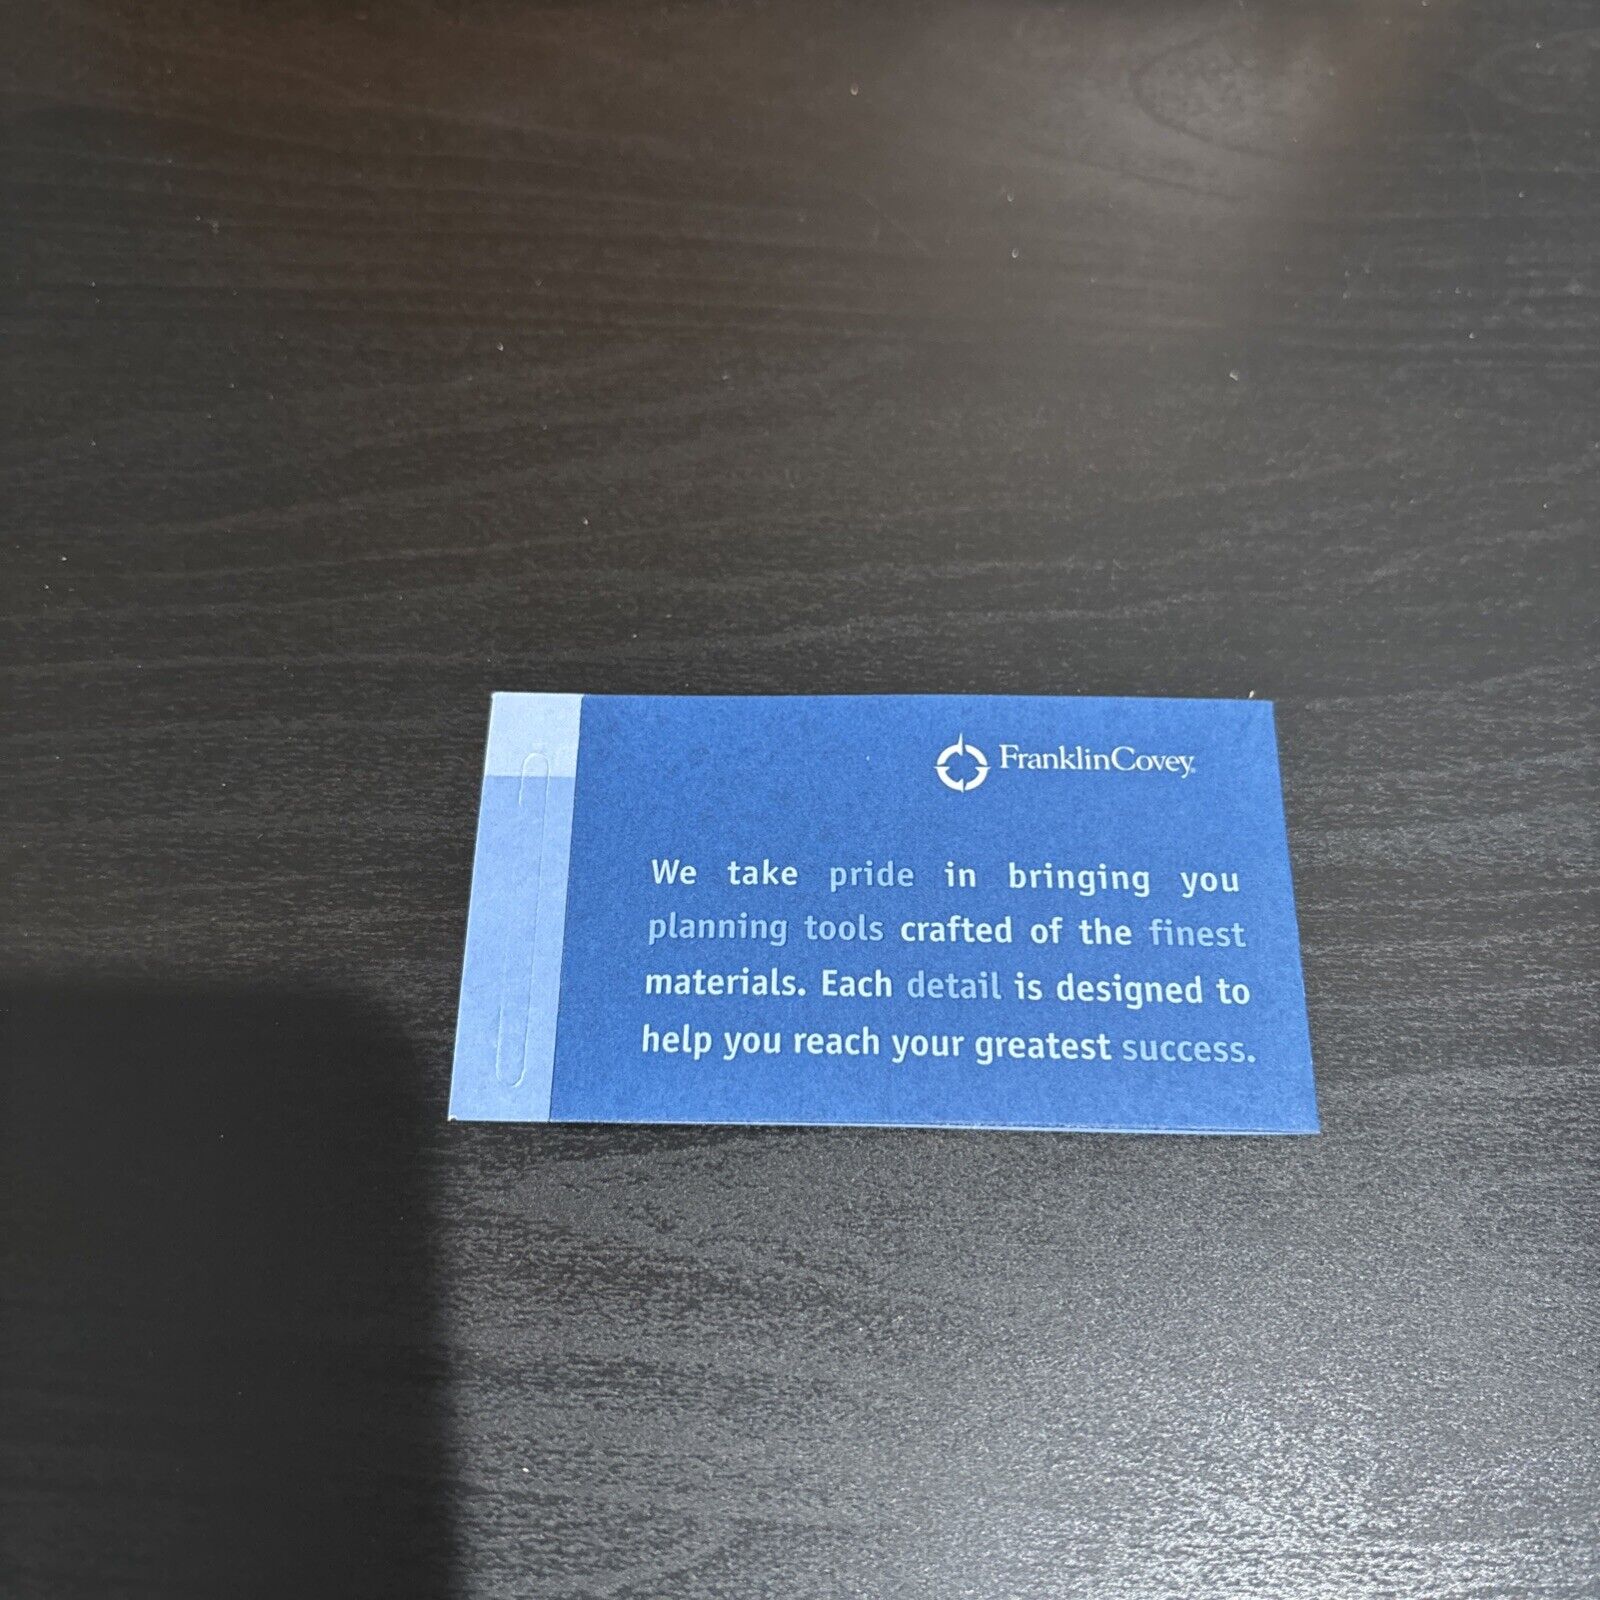 FranklinCovey®
We take pride in bringing you
planning tools crafted of the finest
materials. Each detail is designed to
help you reach your greatest success.